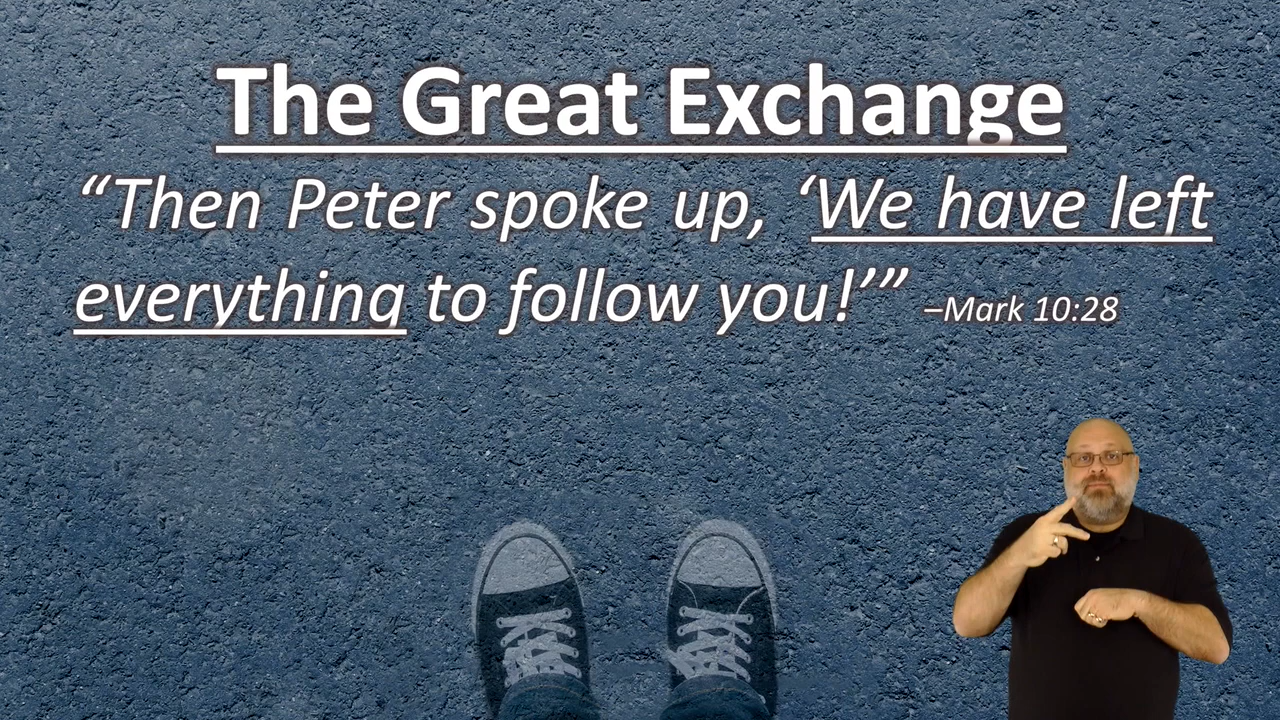 The Great Exchange
“Then Peter spoke up, ‘We have left
everything to follow you!’” –Mark 10:28